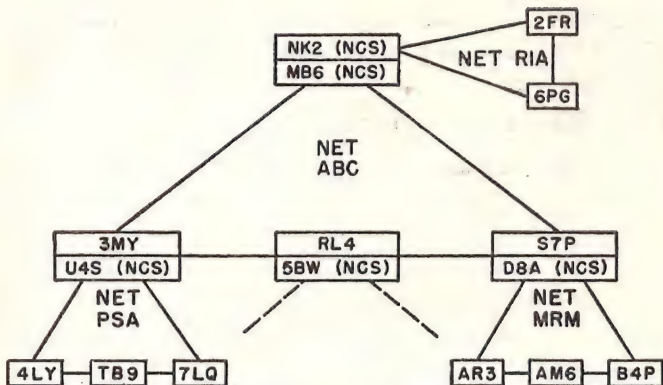 2FR
NK2 (NCS)
NET RIA
MB6 (NCS)
6PG
NET
ABC
3MY
RL4
S7P
U4S (NCS)
5BW (NCS)
D8A (NCS)
NET
PSA
NET
MRM
4LY
TB9
7LQ
AR3
AM6
B4P